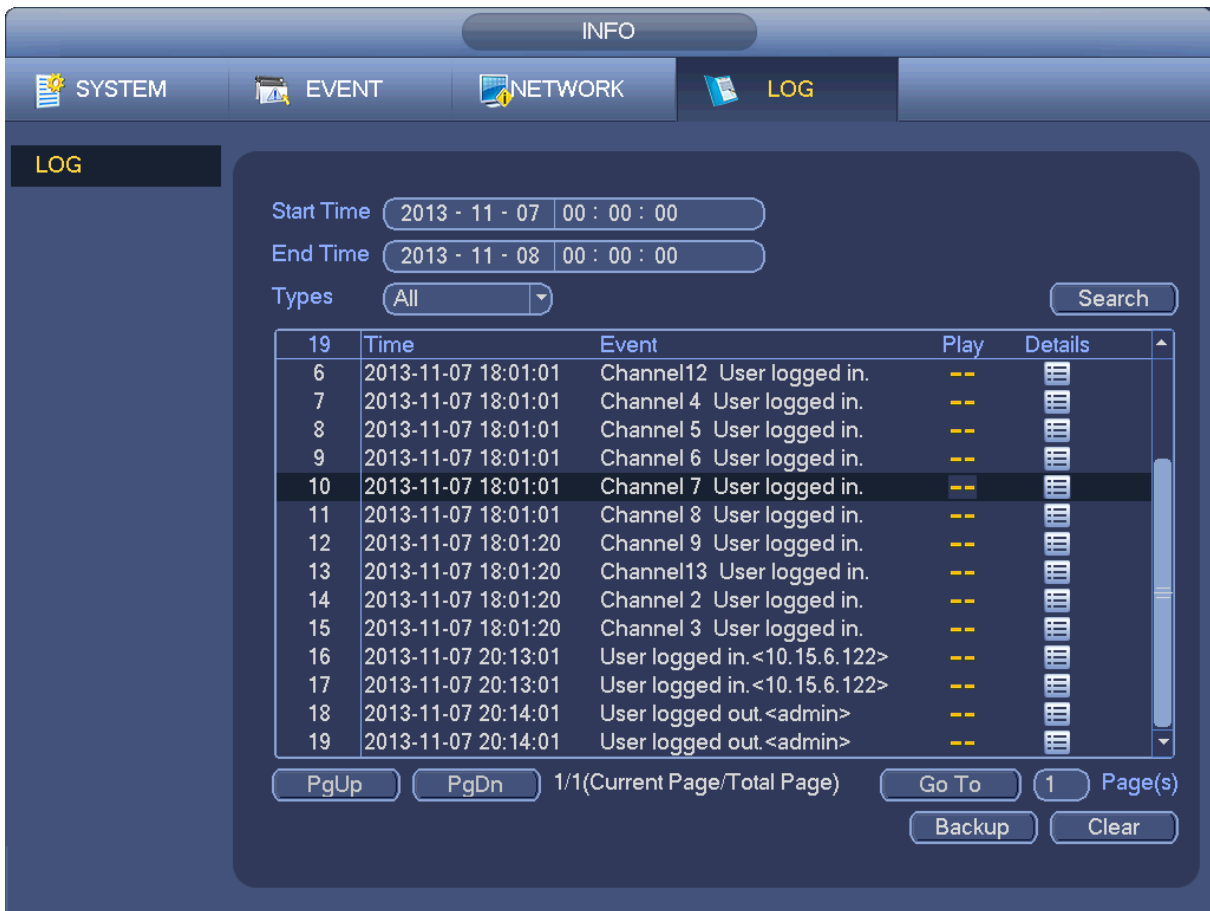 INFO
SYSTEM EVENT NETWORK LOG
LOG
Start Time 2013 - 11 - 07 00 : 00 : 00
End Time 2013 - 11 - 08 00 : 00 : 00
Types All Search
19 Time Event Play Details
6 2013-11-07 18:01:01 Channel12 User logged in. --
7 2013-11-07 18:01:01 Channel 4 User logged in. --
8 2013-11-07 18:01:01 Channel 5 User logged in. --
9 2013-11-07 18:01:01 Channel 6 User logged in. --
10 2013-11-07 18:01:01 Channel 7 User logged in. --
11 2013-11-07 18:01:01 Channel 8 User logged in. --
12 2013-11-07 18:01:20 Channel 9 User logged in. --
13 2013-11-07 18:01:20 Channel13 User logged in. --
14 2013-11-07 18:01:20 Channel 2 User logged in. --
15 2013-11-07 18:01:20 Channel 3 User logged in. --
16 2013-11-07 20:13:01 User logged in.<10.15.6.122> --
17 2013-11-07 20:13:01 User logged in.<10.15.6.122> --
18 2013-11-07 20:14:01 User logged out.<admin> --
19 2013-11-07 20:14:01 User logged out.<admin> --
PgUp PgDn 1/1(Current Page/Total Page) Go To 1 Page(s)
Backup Clear